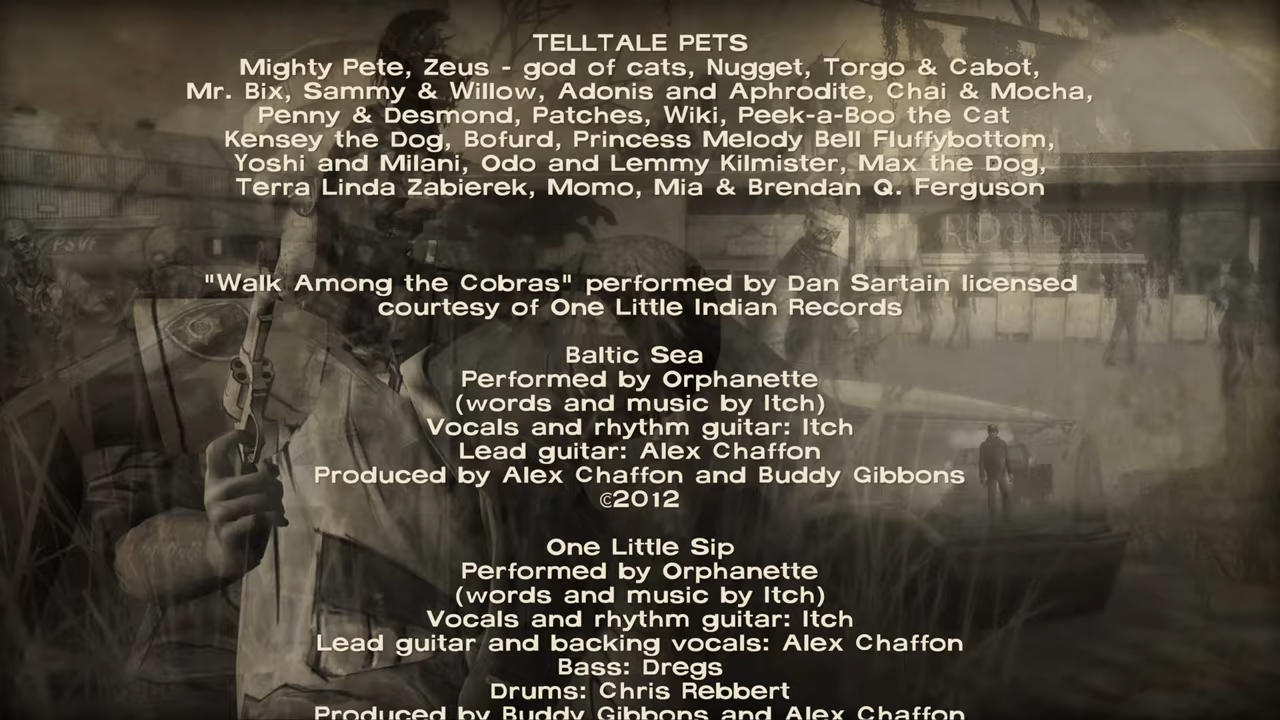 TELLTALE PETS
Mighty Pete, Zeus - god of cats, Nugget, Torgo & Cabot,
Mr. Bix, Sammy & Willow, Adonis and Aphrodite, Chai & Mocha,
Penny & Desmond, Patches, Wiki, Peek-a-Boo the Cat
Kensey the Dog, Bofurd, Princess Melody Bell Fluffybottom,
Yoshi and Milani, Odo and Lemmy Kilmister, Max the Dog,
Terra Linda Zabierek, Momo, Mia & Brendan Q. Ferguson
PSVF
"Walk Among the Cobras" performed by Dan Sartain licensed
courtesy of One Little Indian Records
Baltic Sea
Performed by Orphanette
(words and music by Itch)
Vocals and rhythm guitar: Itch
Lead guitar: Alex Chaffon
Produced by Alex Chaffon and Buddy Gibbons
©2012
One Little Sip
Performed by Orphanette
(words and music by Itch)
Vocals and rhythm guitar: Itch
Lead guitar and backing vocals: Alex Chaffon
Bass: Dregs
Drums: Chris Rebbert
Produced by Buddy Gibbons and Alex Chaffon